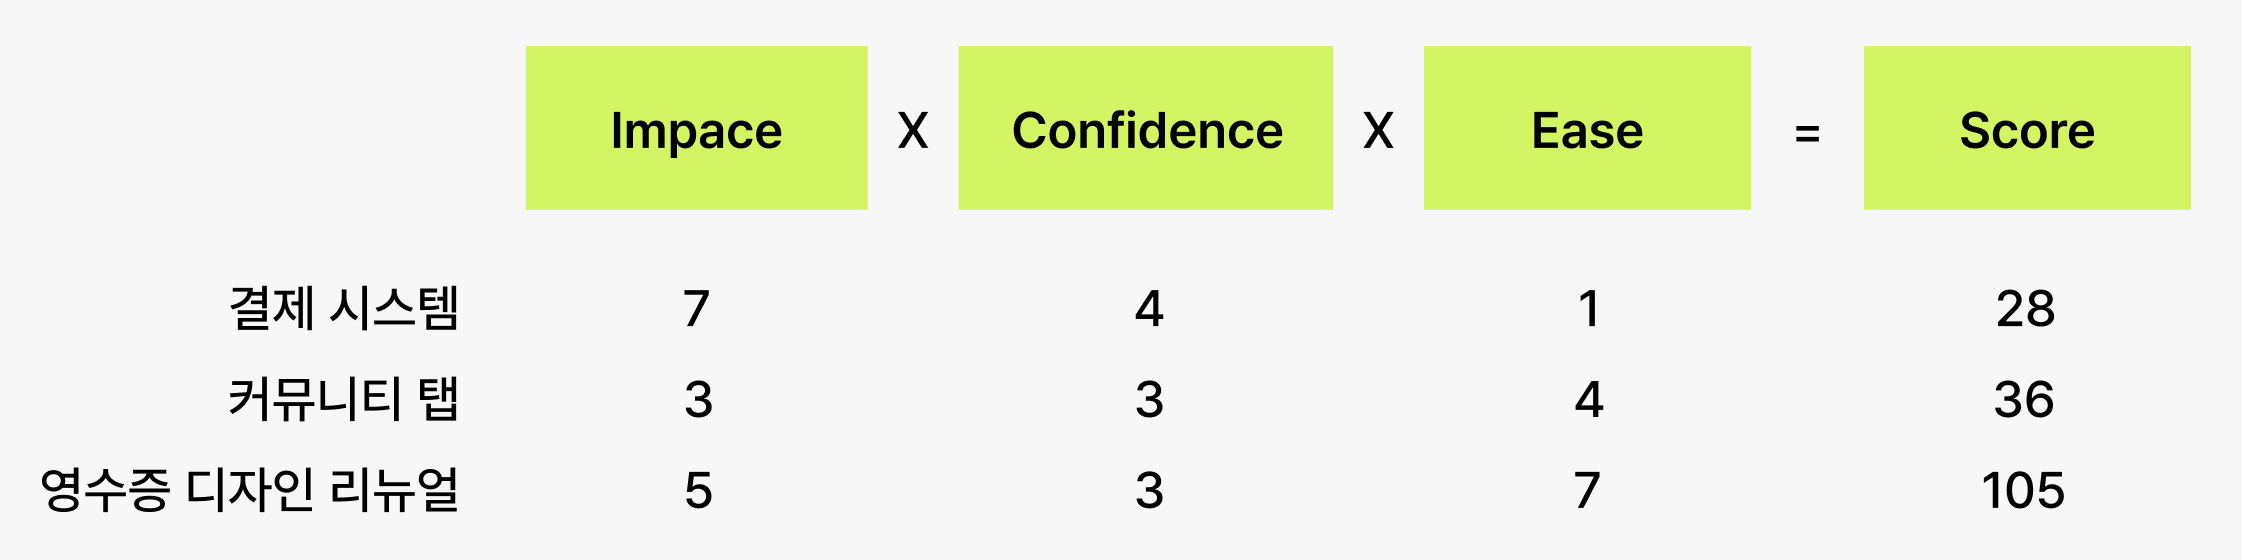 Impace X Confidence X Ease = Score
결제 시스템 7 4 1 28
커뮤니티 탭 3 3 4 36
영수증 디자인 리뉴얼 5 3 7 105